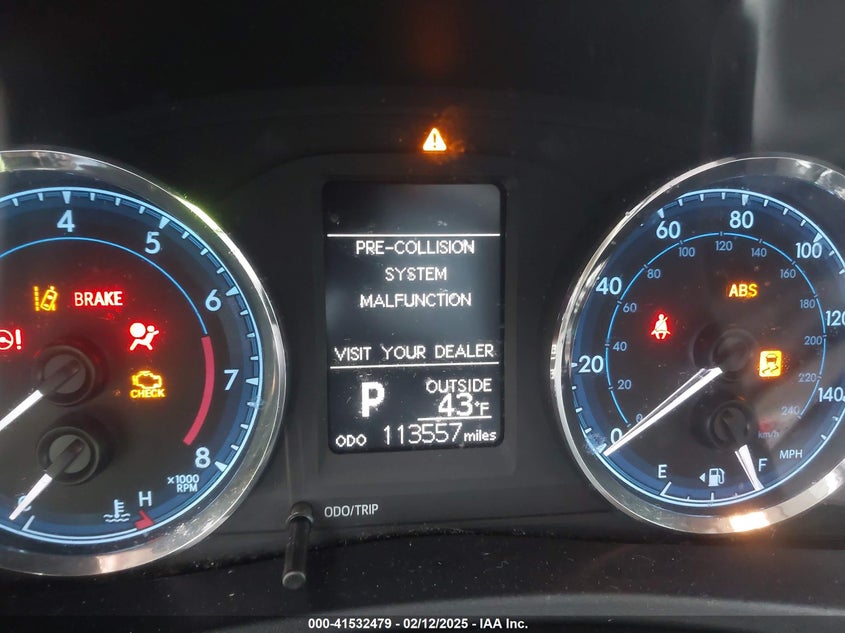 PRE-COLLISION
SYSTEM
MALFUNCTION
VISIT YOUR DEALER
P
OUTSIDE
43°F
ODO 113557 miles
4
5
6
7
8
BRAKE
!
CHECK
x1000
RPM
H
ODO/TRIP
0
20
40
60
80
100
120
140
MPH
0
20
40
60
80
100
120
140
160
180
200
220
240
km/h
ABS
E
F
000-41532479 - 02/12/2025 - IAA Inc.